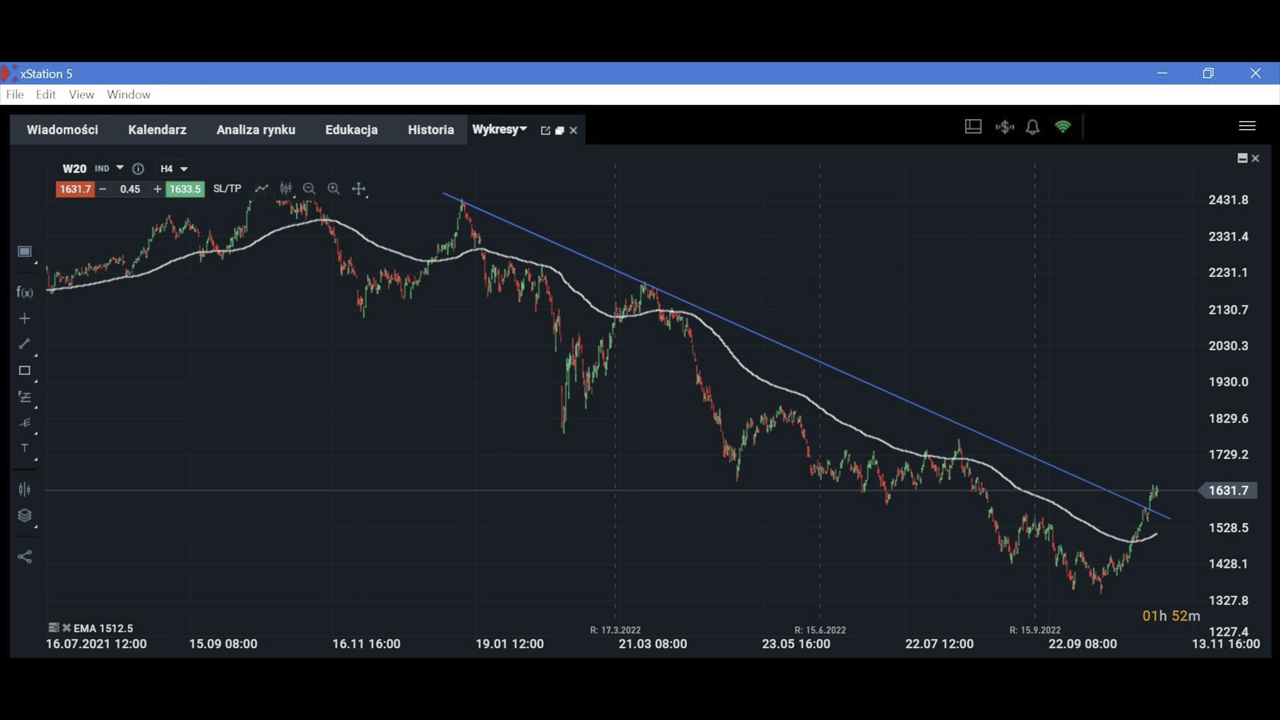 xStation 5
File Edit View Window
Wiadomości Kalendarz Analiza rynku Edukacja Historia Wykresy
W20 IND H4
1631.7 0.45 1633.5 SL/TP
2431.8
2331.4
2231.1
2130.7
2030.3
1930.0
1829.6
1729.2
1631.7
1528.5
1428.1
1327.8
1227.4
f(x)
T
01h 52m
EMA 1512.5
R: 17.3.2022 R: 15.6.2022 R: 15.9.2022
16.07.2021 12:00 15.09 08:00 16.11 16:00 19.01 12:00 21.03 08:00 23.05 16:00 22.07 12:00 22.09 08:00 13.11 16:00